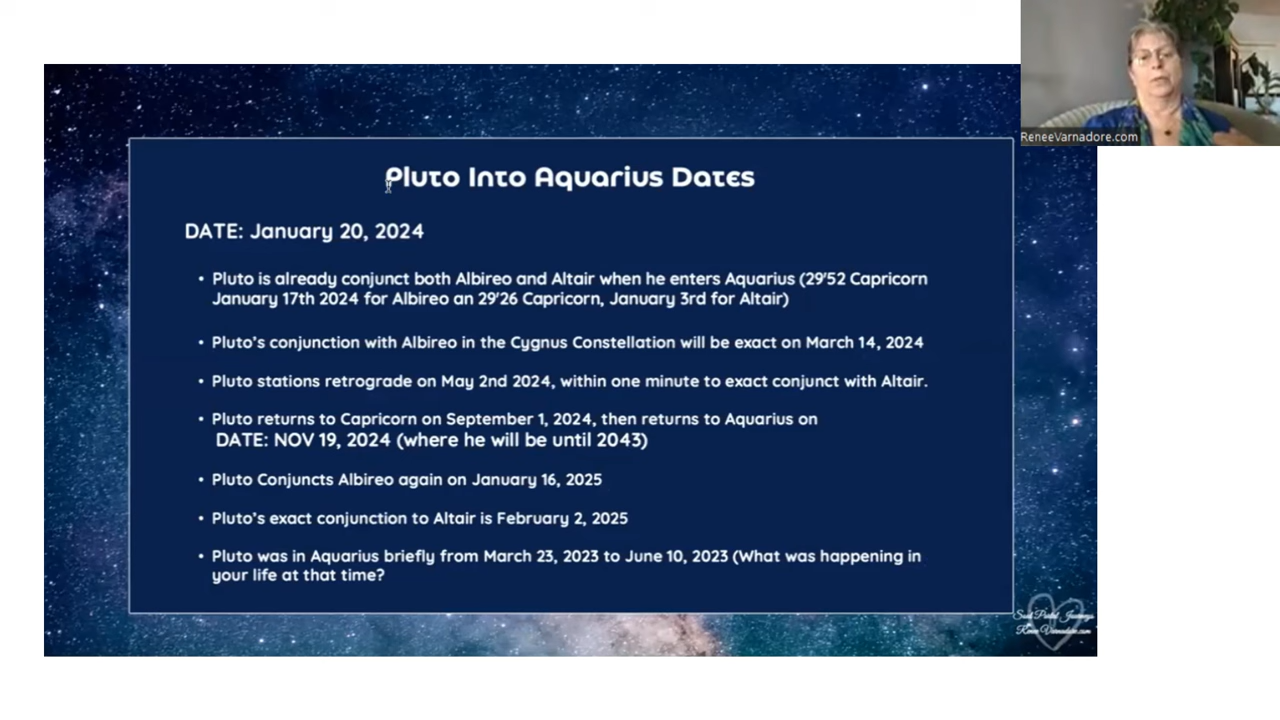 ReneeVarnadore.com
Pluto Into Aquarius Dates
DATE: January 20, 2024
• Pluto is already conjunct both Albireo and Altair when he enters Aquarius (29'52 Capricorn
January 17th 2024 for Albireo an 29'26 Capricorn, January 3rd for Altair)
• Pluto's conjunction with Albireo in the Cygnus Constellation will be exact on March 14, 2024
• Pluto stations retrograde on May 2nd 2024, within one minute to exact conjunct with Altair.
• Pluto returns to Capricorn on September 1, 2024, then returns to Aquarius on
DATE: NOV 19, 2024 (where he will be until 2043)
• Pluto Conjuncts Albireo again on January 16, 2025
• Pluto's exact conjunction to Altair is February 2, 2025
• Pluto was in Aquarius briefly from March 23, 2023 to June 10, 2023 (What was happening in
your life at that time?
Soul Portal Journeys
ReneeVarnadore.com